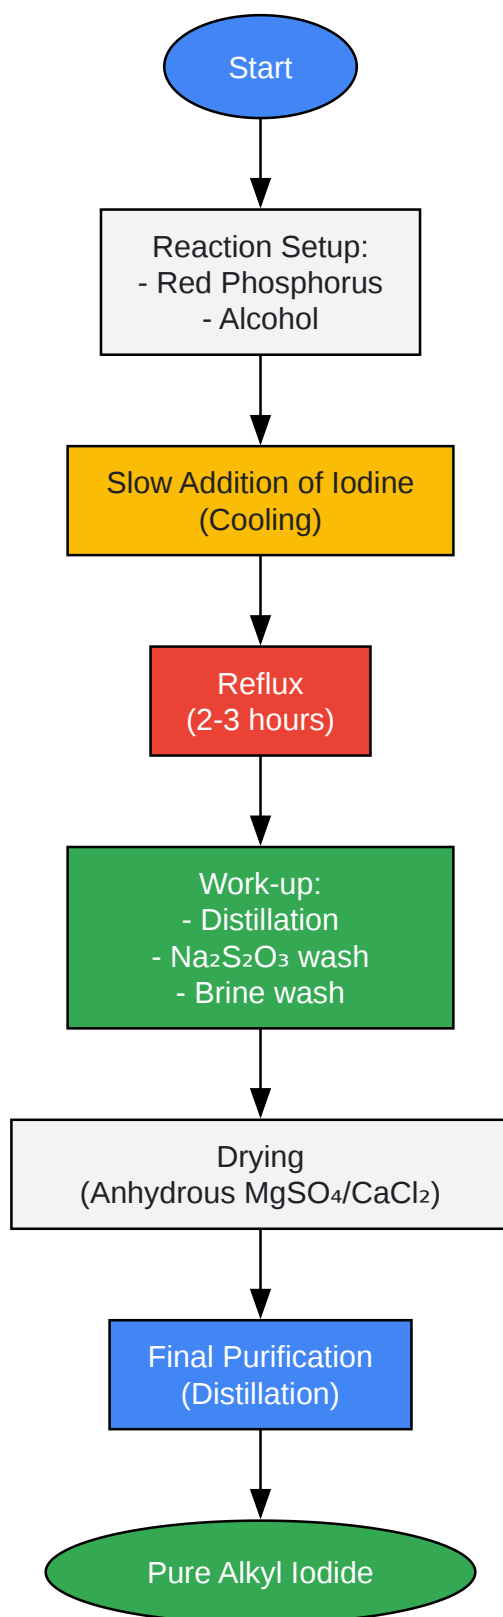 Start
Reaction Setup:
- Red Phosphorus
- Alcohol
Slow Addition of Iodine
(Cooling)
Reflux
(2-3 hours)
Work-up:
- Distillation
- Na₂S₂O₃ wash
- Brine wash
Drying
(Anhydrous MgSO₄/CaCl₂)
Final Purification
(Distillation)
Pure Alkyl Iodide